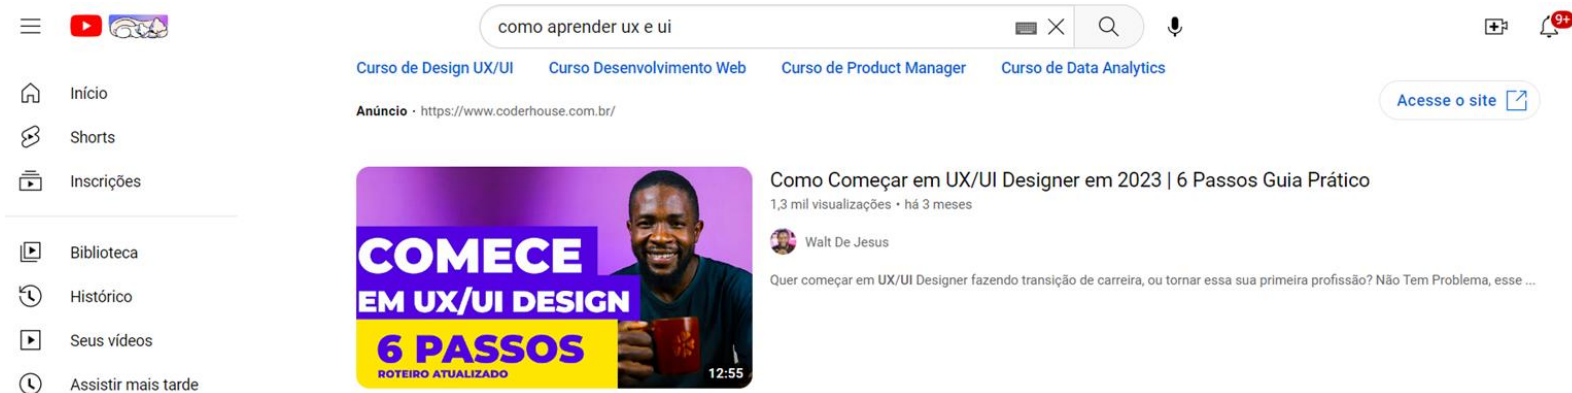 como aprender ux e ui
9+
Curso de Design UX/UI
Curso Desenvolvimento Web
Curso de Product Manager
Curso de Data Analytics
Anúncio · https://www.coderhouse.com.br/
Acesse o site
Início
Shorts
Inscrições
Biblioteca
Histórico
Seus vídeos
Assistir mais tarde
COMECE
EM UX/UI DESIGN
6 PASSOS
ROTEIRO ATUALIZADO
12:55
Como Começar em UX/UI Designer em 2023 | 6 Passos Guia Prático
1,3 mil visualizações • há 3 meses
Walt De Jesus
Quer começar em UX/UI Designer fazendo transição de carreira, ou tornar essa sua primeira profissão? Não Tem Problema, esse ...